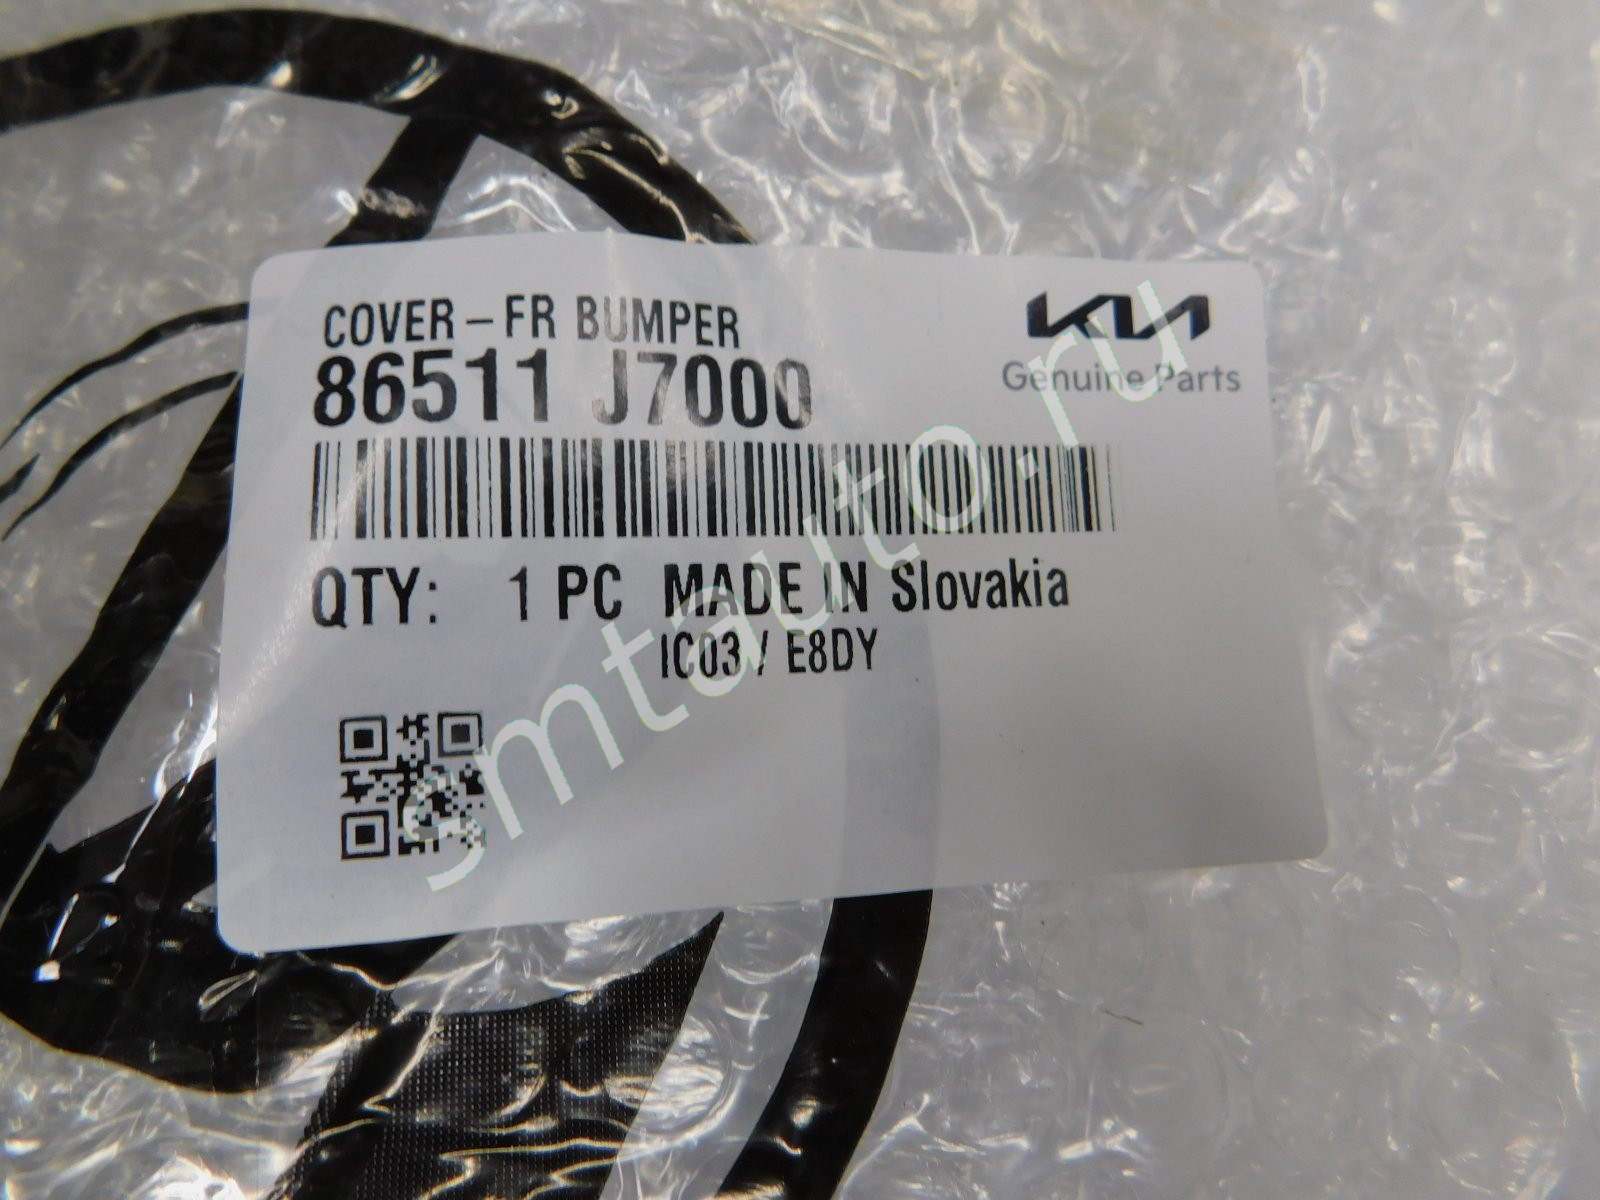 COVER-FR BUMPER
86511 J7000
KIA
Genuine Parts
QTY: 1 PC MADE IN Slovakia
IC03 / E8DY
smtauto.ru